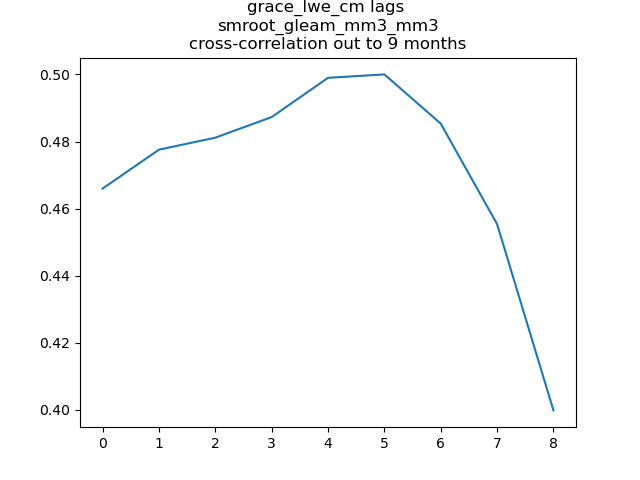 grace_lwe_cm lags
smroot_gleam_mm3_mm3
cross-correlation out to 9 months
0.50
0.48
0.46
0.44
0.42
0.40
0 1 2 3 4 5 6 7 8